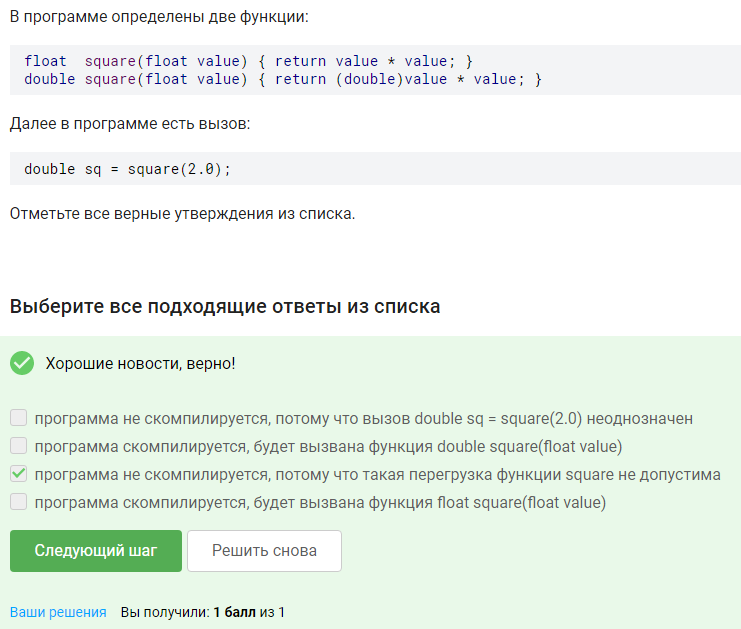 В программе определены две функции:
float  square(float value) { return value * value; }
double square(float value) { return (double)value * value; }
Далее в программе есть вызов:
double sq = square(2.0);
Отметьте все верные утверждения из списка.
Выберите все подходящие ответы из списка
Хорошие новости, верно!
программа не скомпилируется, потому что вызов double sq = square(2.0) неоднозначен
программа скомпилируется, будет вызвана функция double square(float value)
программа не скомпилируется, потому что такая перегрузка функции square не допустима
программа скомпилируется, будет вызвана функция float square(float value)
Следующий шаг Решить снова
Ваши решения Вы получили: 1 балл из 1